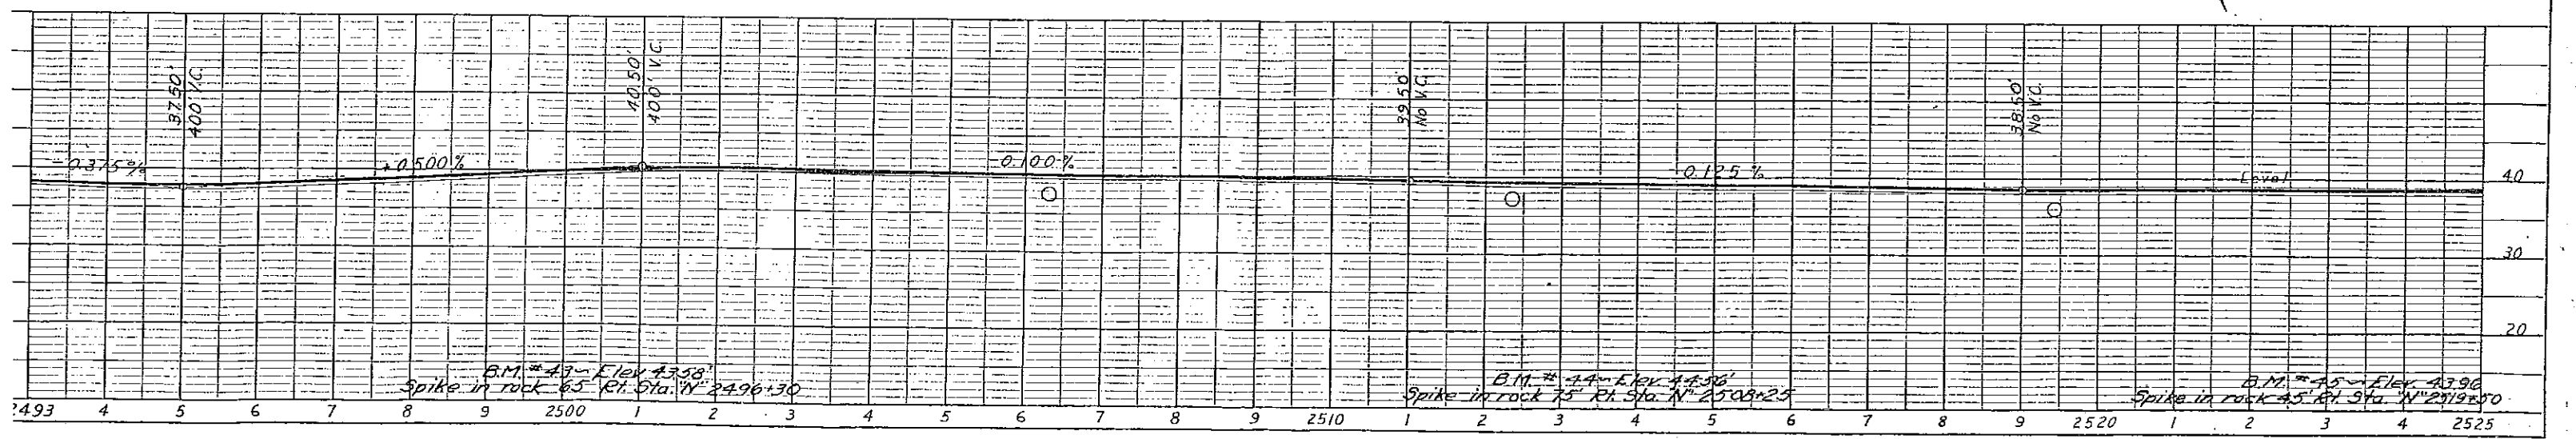 37.50'
400' V.C.
40.50'
400' V.C.
39.50'
No V.C.
38.50'
No V.C.
- 0.375 %
+ 0.500 %
- 0.100 %
- 0.125 %
Level
40
30
20
B.M. # 43 ~ Elev 43.58'
Spike in rock 65' Rt. Sta. "N" 2496+30
B.M. # 44 ~ Elev. 44.56'
Spike in rock 75' Rt. Sta. "N" 2508+25
B.M. # 45 ~ Elev. 43.96
Spike in rock 45' Rt. Sta. "N" 2519+50
2493 4 5 6 7 8 9 2500 1 2 3 4 5 6 7 8 9 2510 1 2 3 4 5 6 7 8 9 2520 1 2 3 4 2525